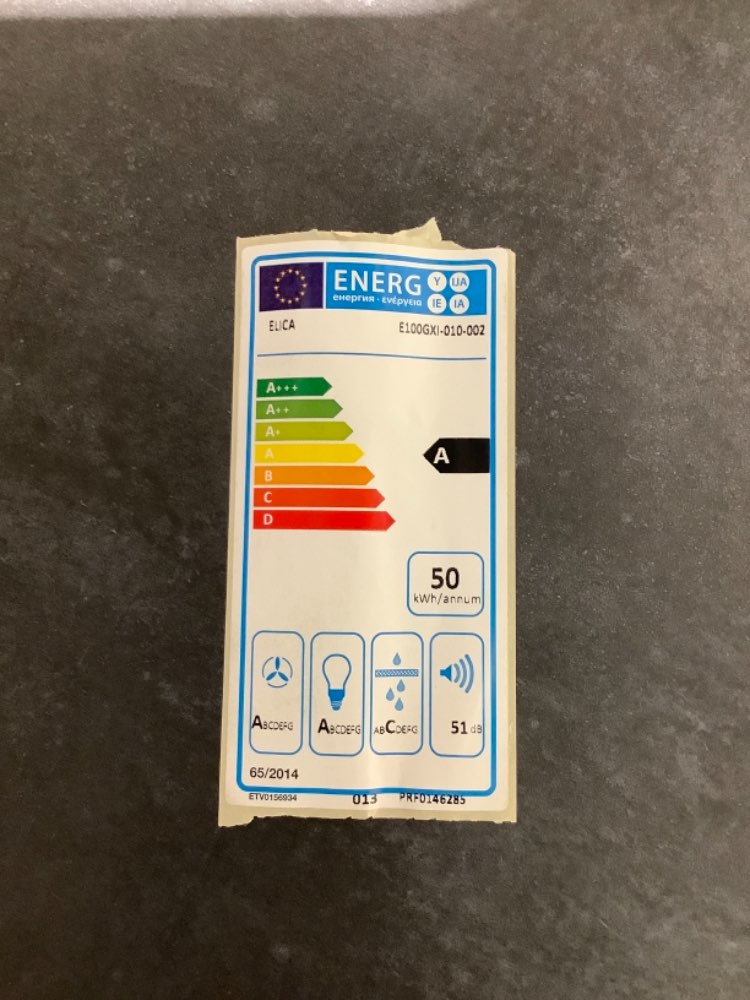 ENERG Y IJA
енергия · ενέργεια IE IA
ELICA E100GXI-010-002
A+++
A++
A+
A A
B
C
D
50
kWh/annum
ABCDEFG ABCDEFG ABCDEFG 51 dB
65/2014
ETV0156934 013 PRF0146285